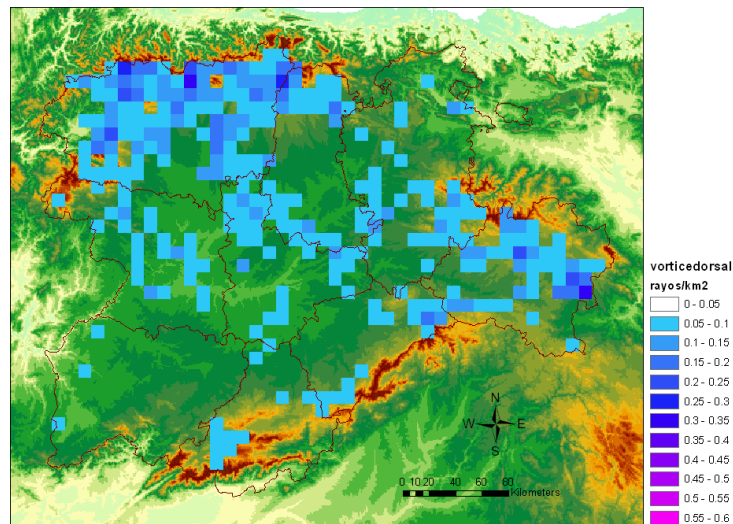 vorticedorsal
rayos/km2
0 - 0.05
0.05 - 0.1
0.1 - 0.15
0.15 - 0.2
0.2 - 0.25
0.25 - 0.3
0.3 - 0.35
0.35 - 0.4
0.4 - 0.45
0.45 - 0.5
0.5 - 0.55
0.55 - 0.6
N
W E
S
0 10 20 40 60 80
Kilometers